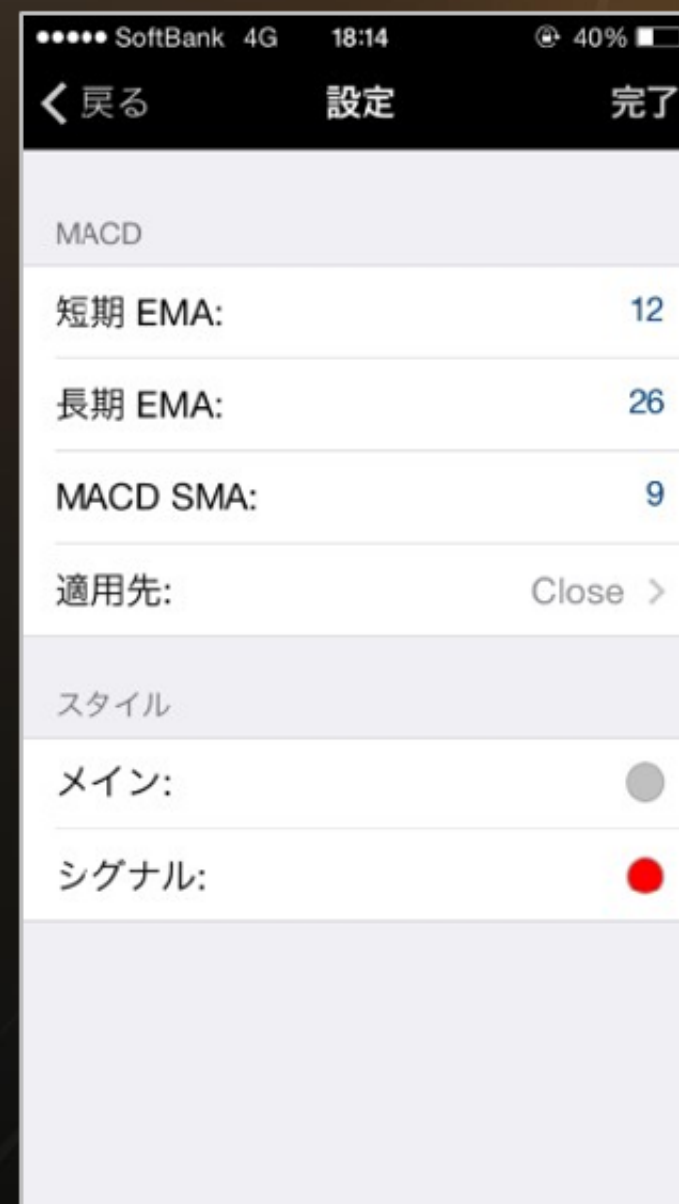 SoftBank 4G 18:14 40%
戻る 設定 完了
MACD
短期 EMA: 12
長期 EMA: 26
MACD SMA: 9
適用先: Close
スタイル
メイン:
シグナル: